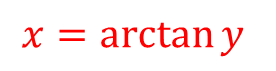 x = arctan y